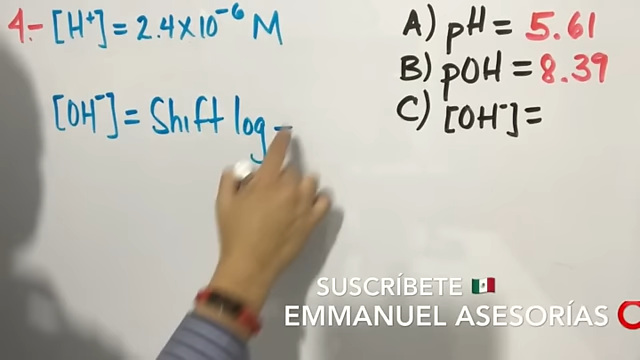 4.- [H⁺] = 2.4x10⁻⁶ M
[OH⁻] = Shift log -
A) pH = 5.61
B) pOH = 8.39
C) [OH⁻] =
SUSCRÍBETE 🇲🇽
EMMANUEL ASESORÍAS ⭕